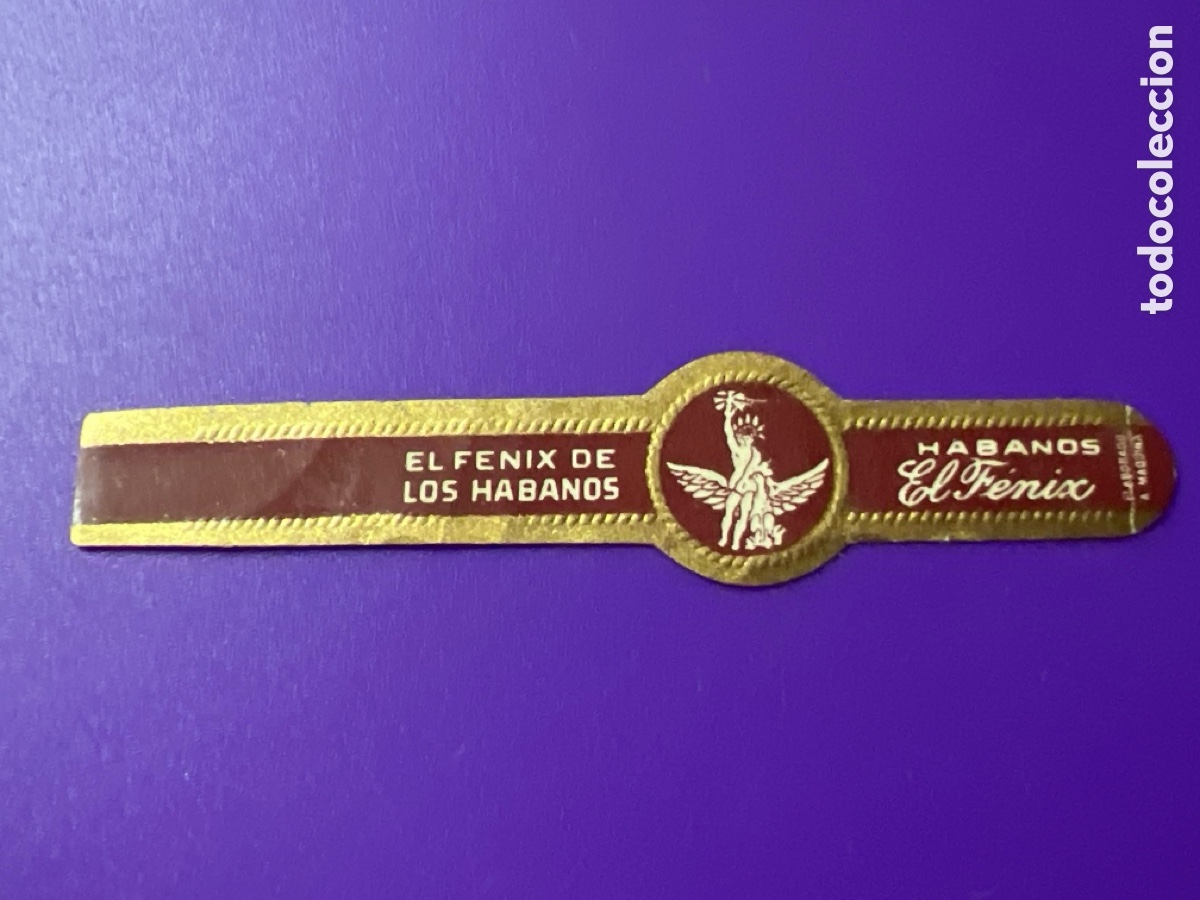 EL FENIX DE
LOS HABANOS
HABANOS
El Fénix
ELABORADO
A MAQUINA
todocoleccion